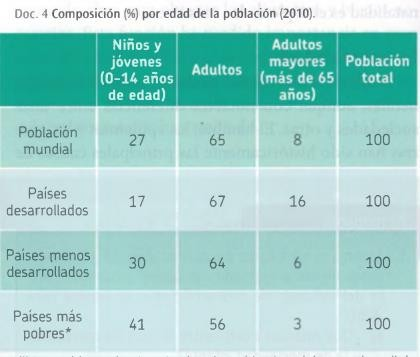 Doc. 4 Composición (%) por edad de la población (2010).
Niños y jóvenes (0-14 años de edad) Adultos Adultos mayores (más de 65 años) Población total
Población mundial 27 65 8 100
Países desarrollados 17 67 16 100
Países menos desarrollados 30 64 6 100
Países más pobres* 41 56 3 100